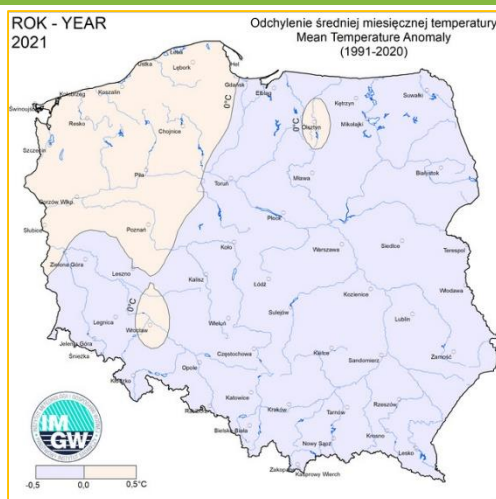 ROK - YEAR
2021
Odchylenie średniej miesięcznej temperatury
Mean Temperature Anomaly
(1991-2020)
Łeba
Hel
Ustka
Lębork
Kołobrzeg
Koszalin
Gdańsk
0°C
Elbląg
Kętrzyn
Suwałki
Świnoujście
Resko
Chojnice
0°C
Olsztyn
Mikołajki
Szczecin
Piła
Toruń
Mława
Białystok
Gorzów Wlkp.
Płock
Słubice
Poznań
Koło
Warszawa
Siedlce
Terespol
Zielona Góra
Leszno
Kalisz
Łódź
Kozienice
Włodawa
0°C
Legnica
Wrocław
Wieluń
Sulejów
Lublin
Jelenia Góra
Śnieżka
Opole
Częstochowa
Kielce
Sandomierz
Zamość
Kłodzko
Katowice
Racibórz
Kraków
Tarnów
Rzeszów
Bielsko Biała
Nowy Sącz
Krosno
Lesko
Zakopane
Kasprowy Wierch
IM
GW
-0,5
0,0
0,5°C